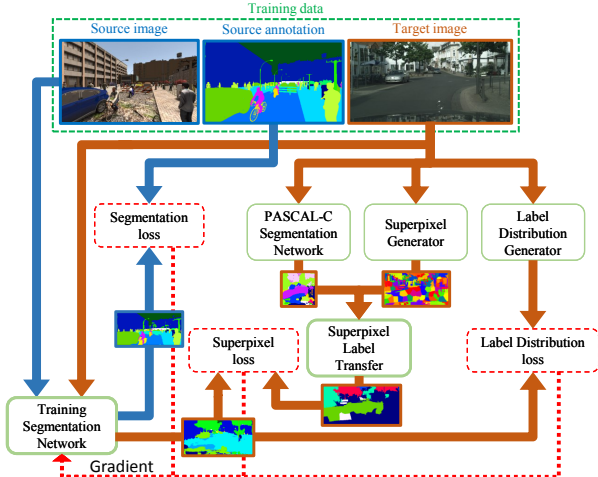 Training data
Source image
Source annotation
Target image
Segmentation
loss
PASCAL-C
Segmentation
Network
Superpixel
Generator
Label
Distribution
Generator
Superpixel
loss
Superpixel
Label
Transfer
Label Distribution
loss
Training
Segmentation
Network
Gradient